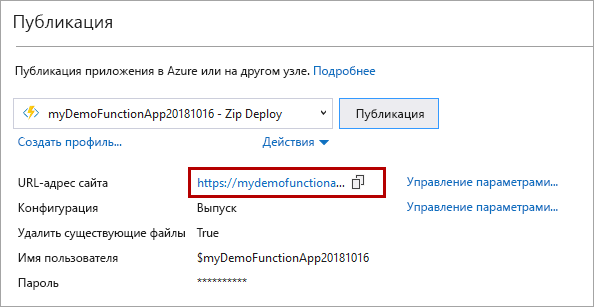 Публикация
Публикация приложения в Azure или на другом узле. Подробнее
myDemoFunctionApp20181016 - Zip Deploy Публикация
Создать профиль... Действия
URL-адрес сайта https://mydemofunctiona... Управление параметрами...
Конфигурация Выпуск Управление параметрами...
Удалить существующие файлы True
Имя пользователя $myDemoFunctionApp20181016
Пароль **********